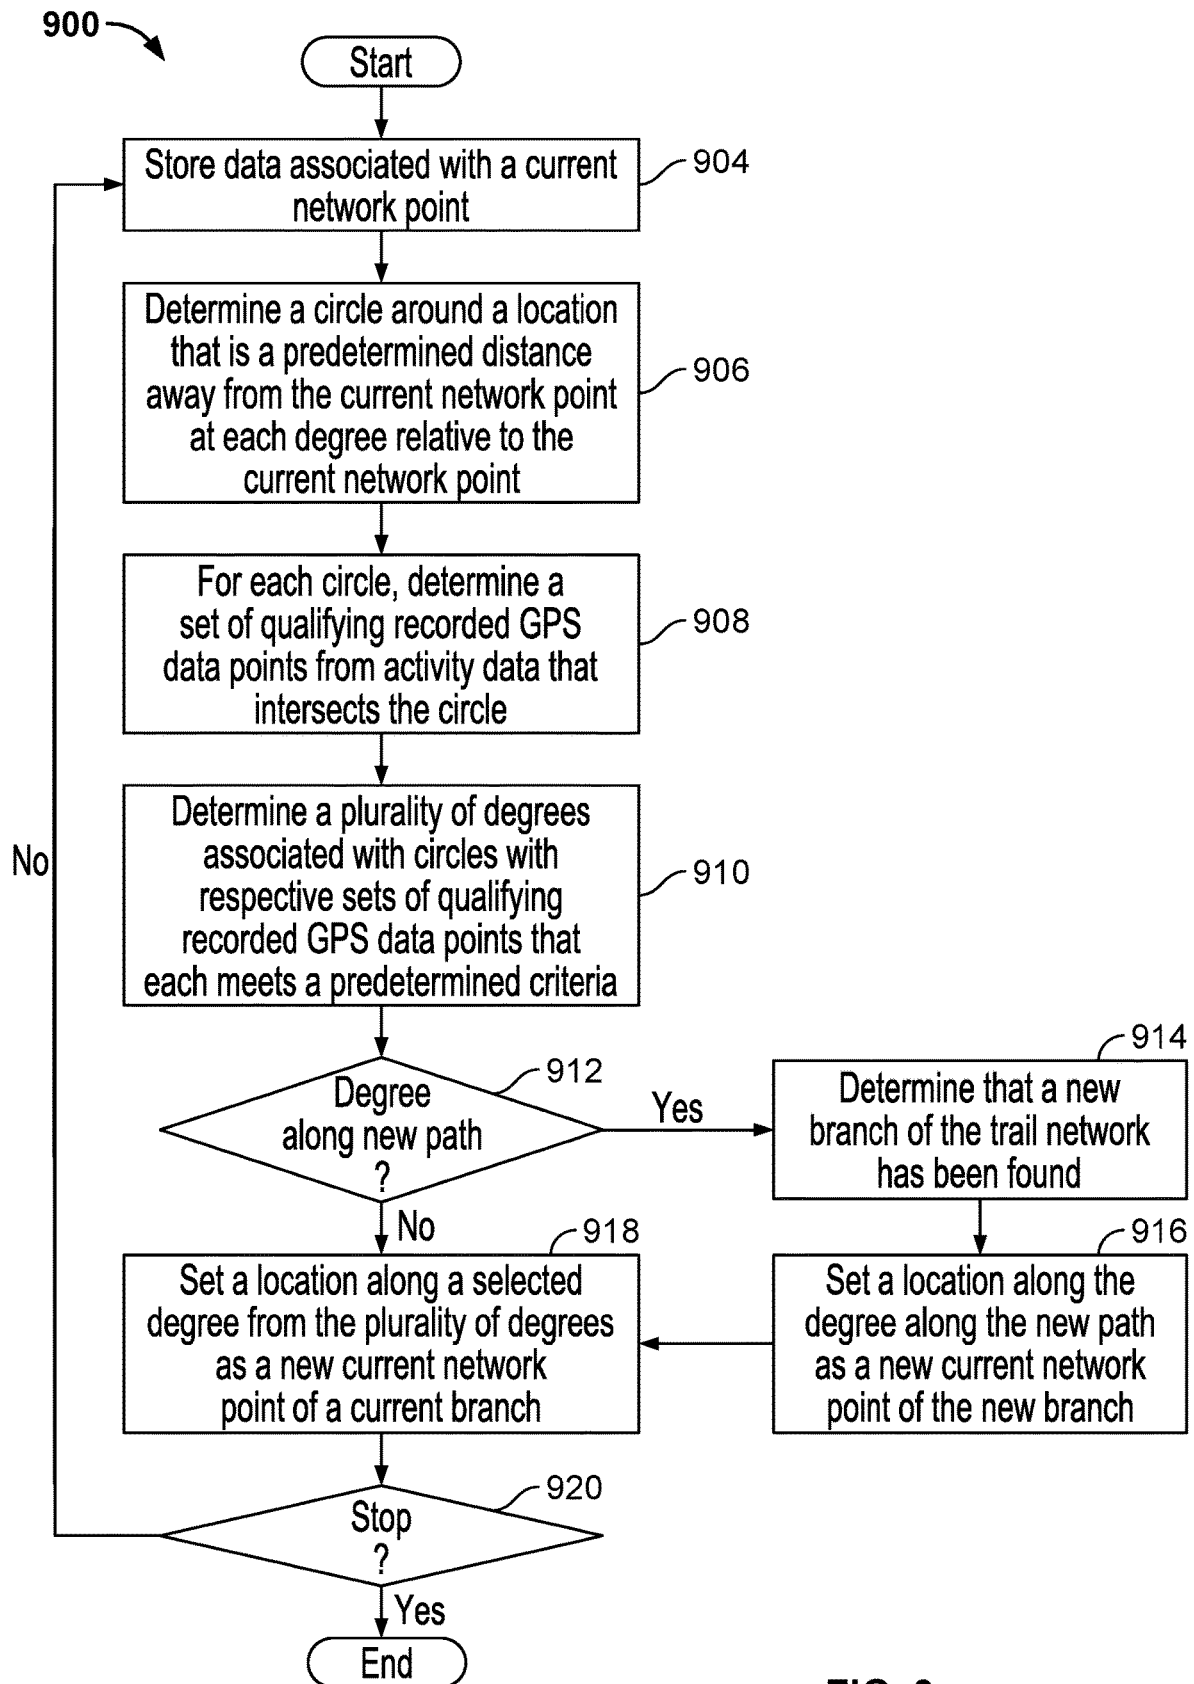 900
Start
Store data associated with a current
network point
904
Determine a circle around a location
that is a predetermined distance
away from the current network point
at each degree relative to the
current network point
906
For each circle, determine a
set of qualifying recorded GPS
data points from activity data that
intersects the circle
908
Determine a plurality of degrees
associated with circles with
respective sets of qualifying
recorded GPS data points that
each meets a predetermined criteria
910
No
Degree
along new path
?
912
Yes
914
Determine that a new
branch of the trail network
has been found
No
918
Set a location along a selected
degree from the plurality of degrees
as a new current network
point of a current branch
916
Set a location along the
degree along the new path
as a new current network
point of the new branch
Stop
?
920
Yes
End